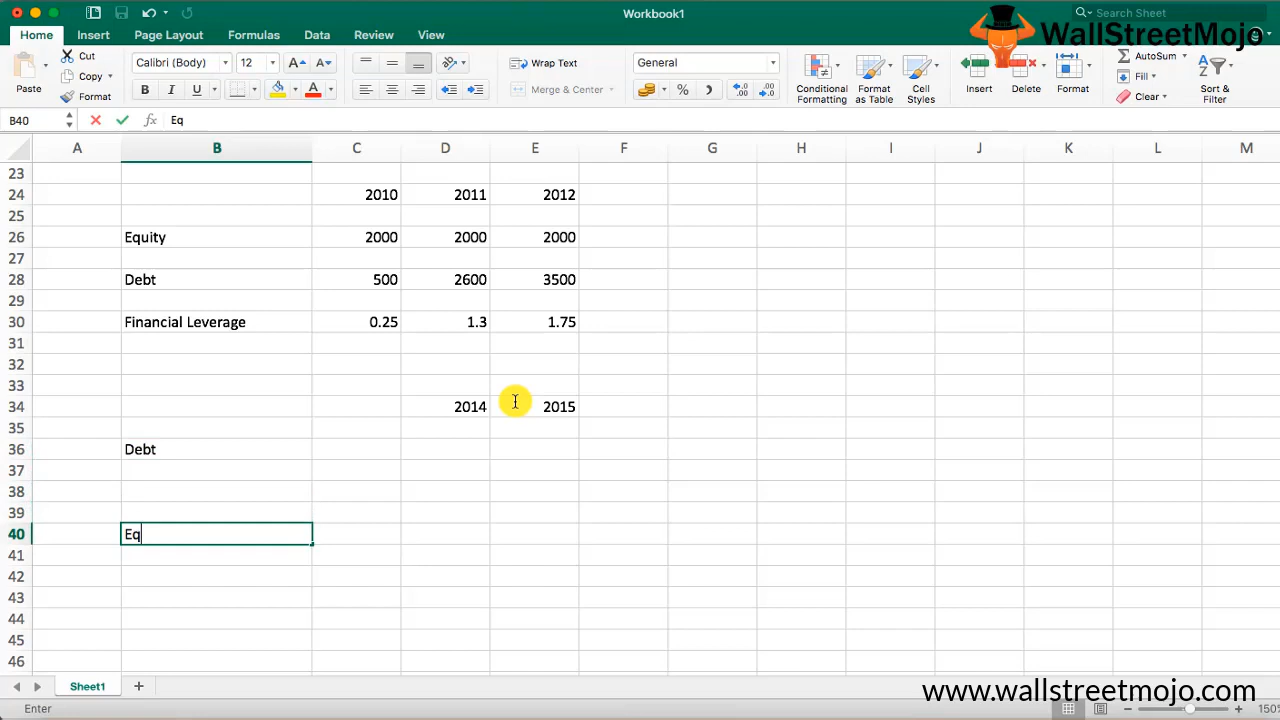 Workbook1
Search Sheet
WallStreetMojo
Home Insert Page Layout Formulas Data Review View
Cut
Copy
Format
Paste
Calibri (Body) 12 A A
B I U A
Wrap Text
Merge & Center
General
% 
Conditional Formatting
Format as Table
Cell Styles
Insert
Delete
Format
AutoSum
Fill
Clear
Sort & Filter
B40 fx Eq
A B C D E F G H I J K L M
23
24 2010 2011 2012
25
26 Equity 2000 2000 2000
27
28 Debt 500 2600 3500
29
30 Financial Leverage 0.25 1.3 1.75
31
32
33
34 2014 2015
35
36 Debt
37
38
39
40 Eq
41
42
43
44
45
46
Sheet1
www.wallstreetmojo.com
Enter 150